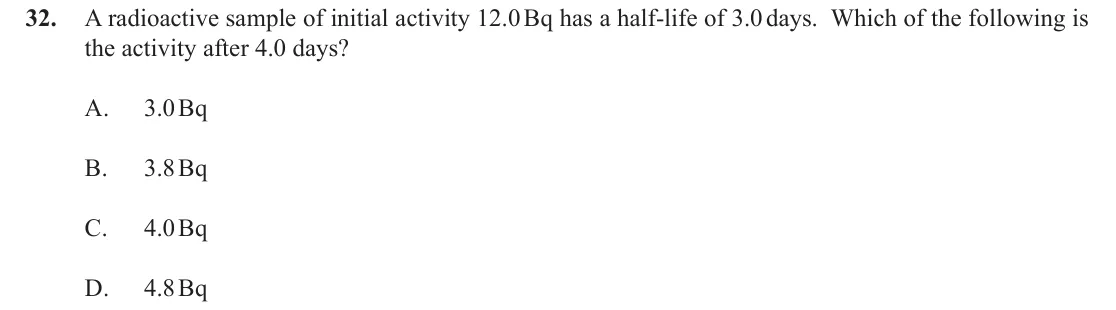 32. A radioactive sample of initial activity 12.0 Bq has a half-life of 3.0 days. Which of the following is
the activity after 4.0 days?
A. 3.0 Bq
B. 3.8 Bq
C. 4.0 Bq
D. 4.8 Bq